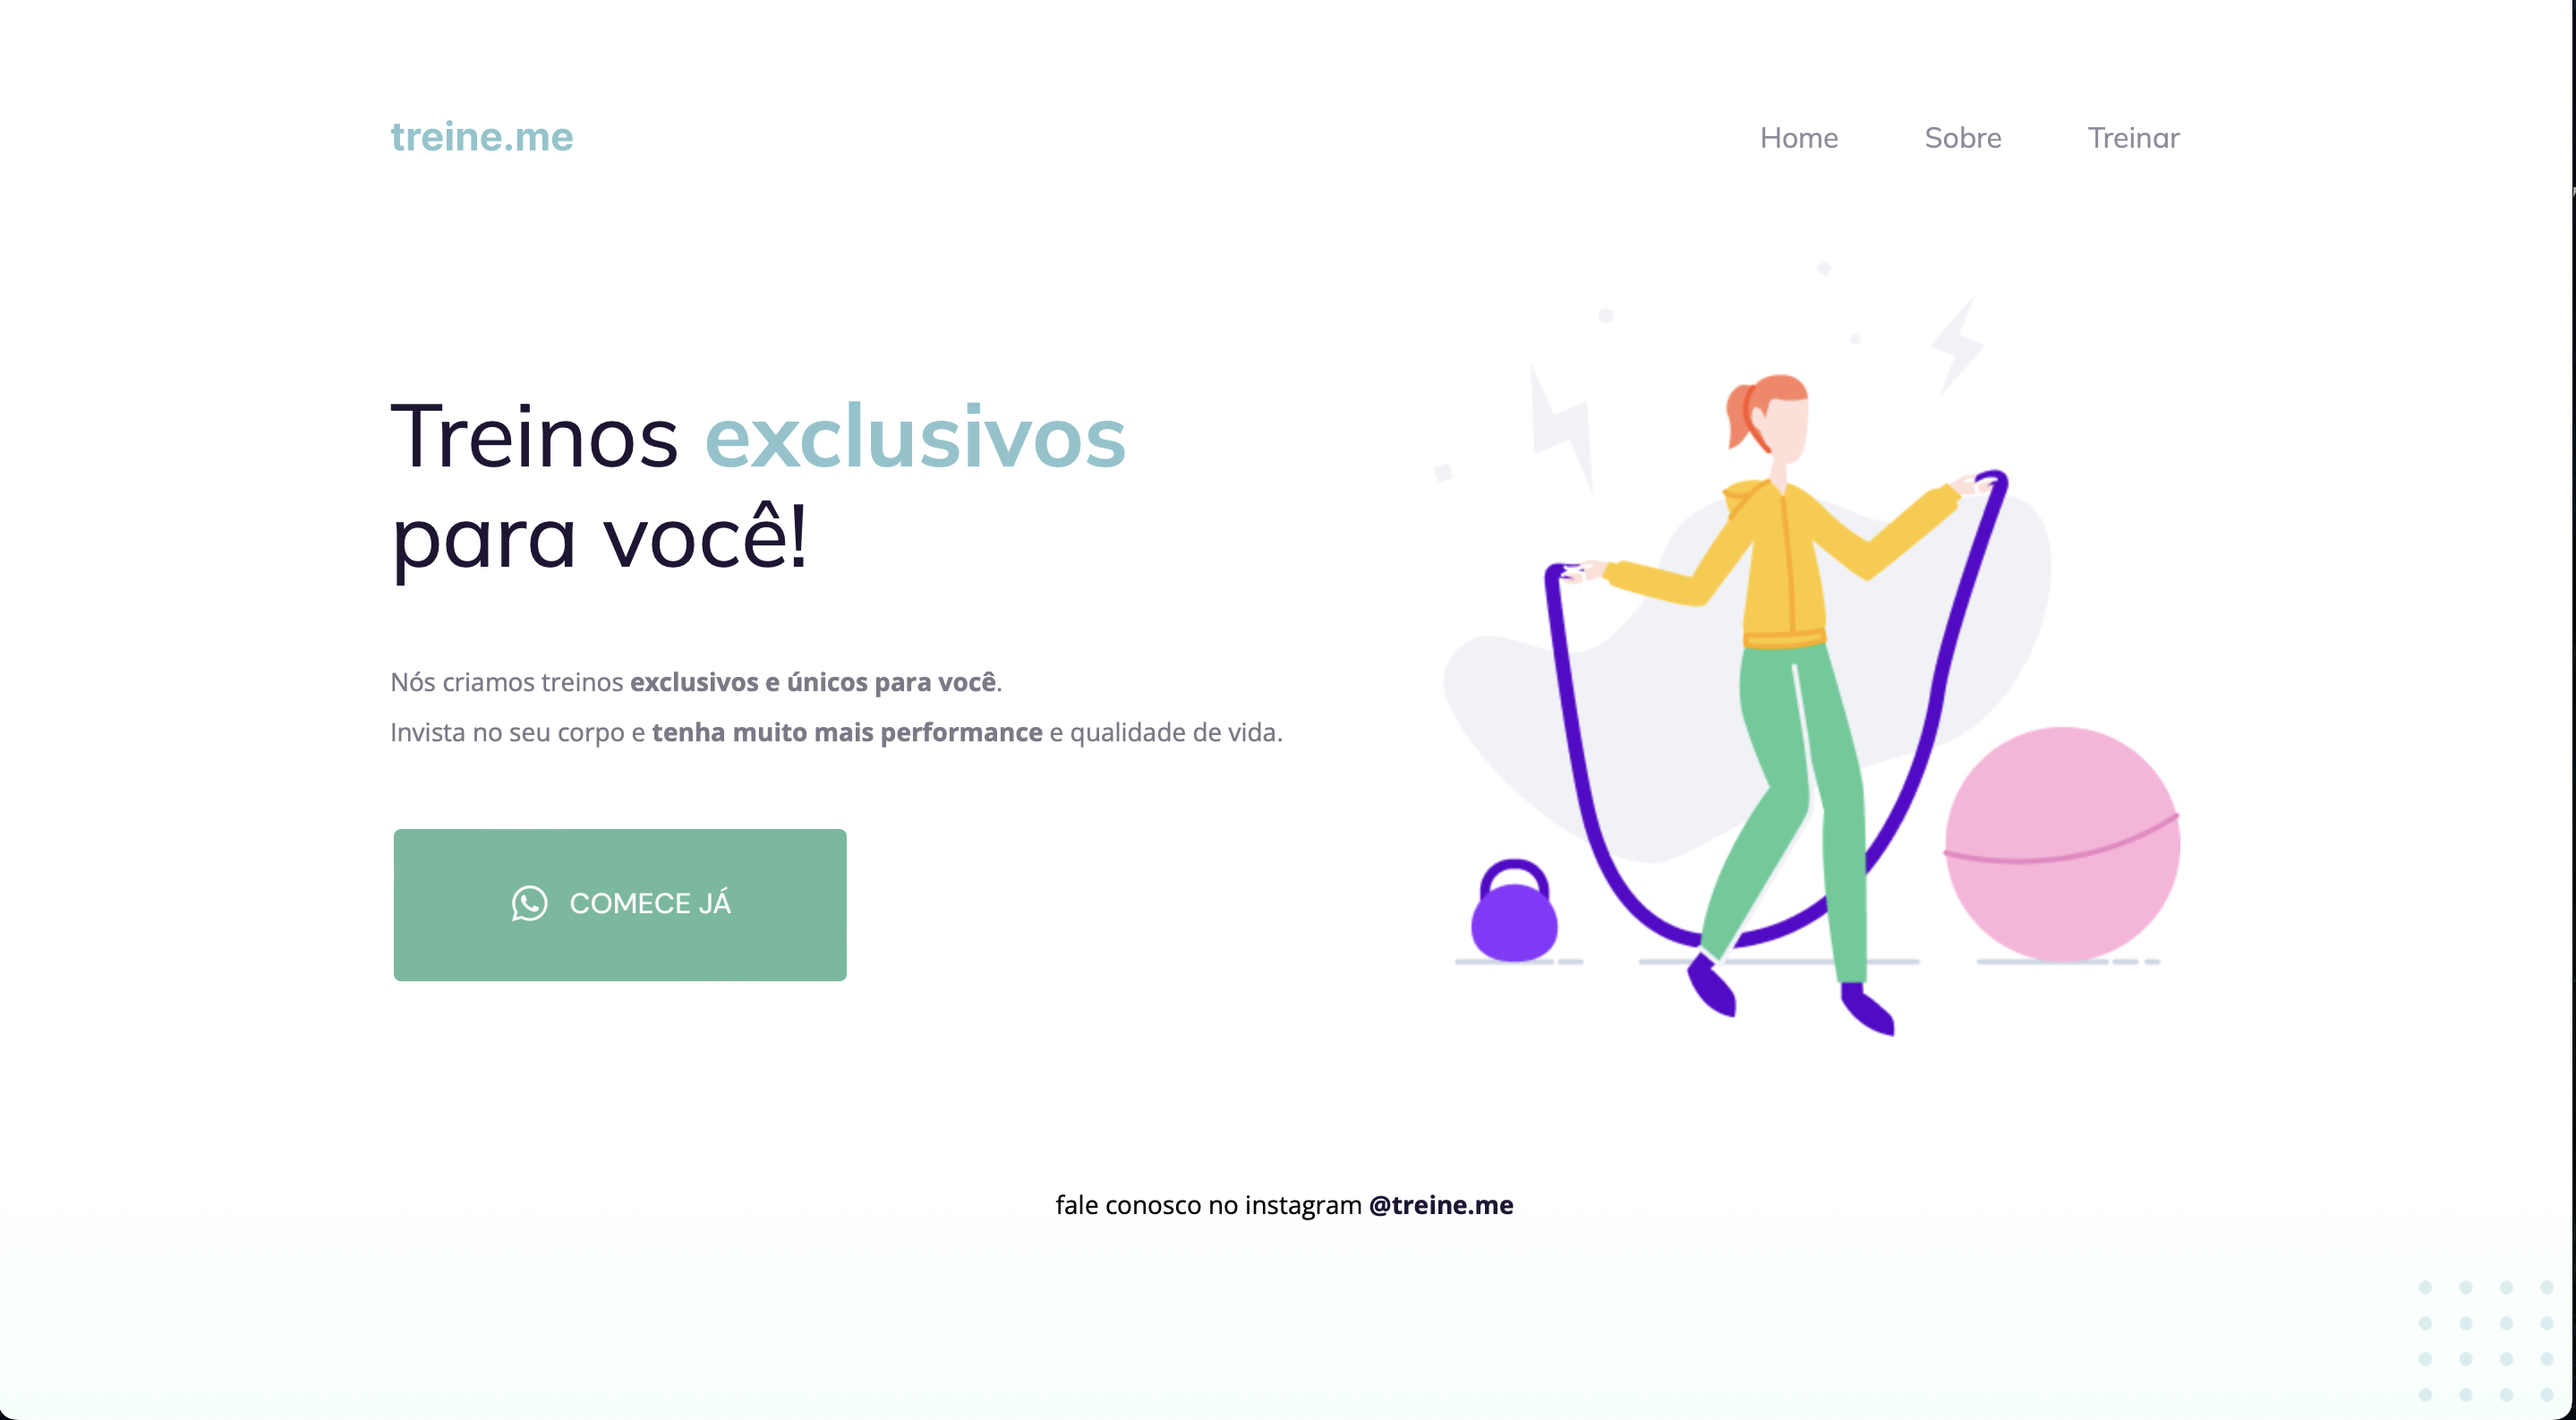 treine.me
Home
Sobre
Treinar
Treinos exclusivos
para você!
Nós criamos treinos exclusivos e únicos para você.
Invista no seu corpo e tenha muito mais performance e qualidade de vida.
COMECE JÁ
fale conosco no instagram @treine.me